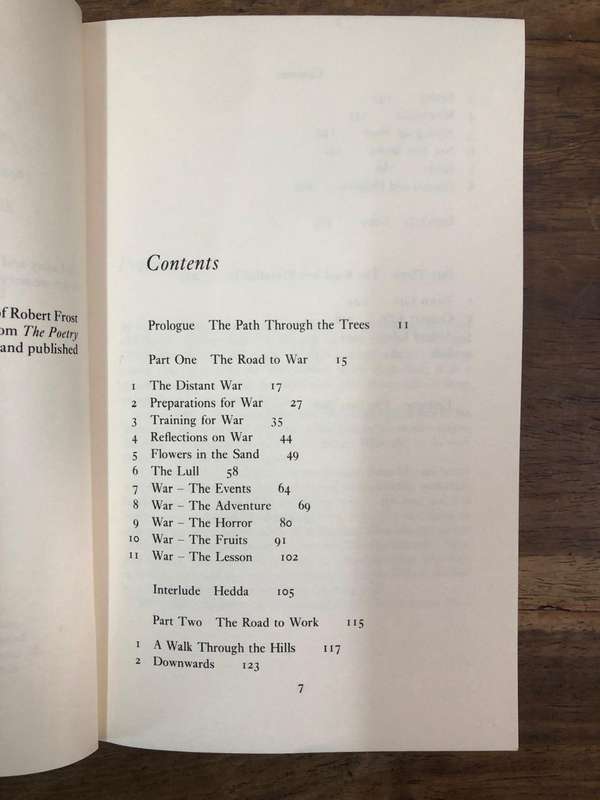 of Robert Frost
om The Poetry
and published
Contents
Prologue The Path Through the Trees 11
Part One The Road to War 15
1 The Distant War 17
2 Preparations for War 27
3 Training for War 35
4 Reflections on War 44
5 Flowers in the Sand 49
6 The Lull 58
7 War – The Events 64
8 War – The Adventure 69
9 War – The Horror 80
10 War – The Fruits 91
11 War – The Lesson 102
Interlude Hedda 105
Part Two The Road to Work 115
1 A Walk Through the Hills 117
2 Downwards 123
7